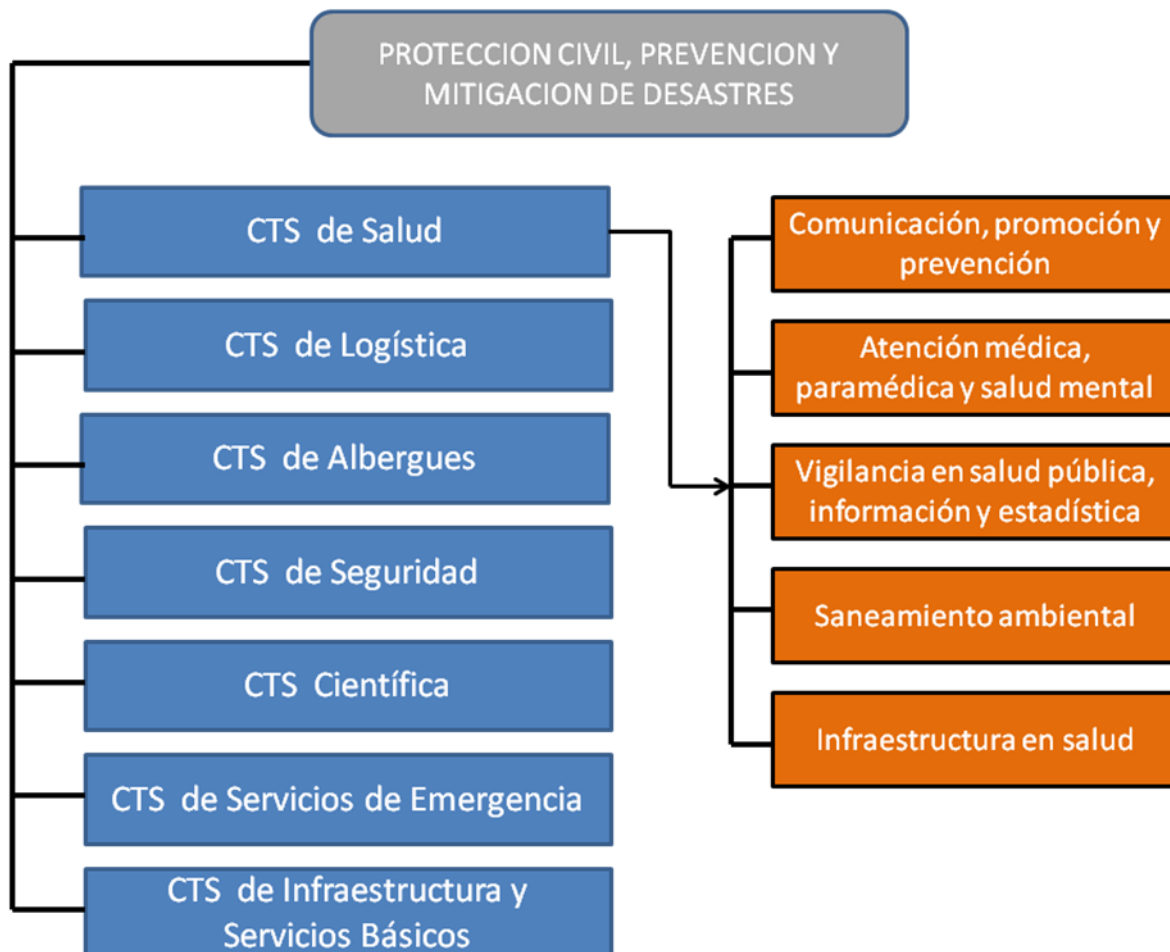 PROTECCION CIVIL, PREVENCION Y
MITIGACION DE DESASTRES
CTS de Salud
CTS de Logística
CTS de Albergues
CTS de Seguridad
CTS Científica
CTS de Servicios de Emergencia
CTS de Infraestructura y
Servicios Básicos
Comunicación, promoción y
prevención
Atención médica,
paramédica y salud mental
Vigilancia en salud pública,
información y estadística
Saneamiento ambiental
Infraestructura en salud